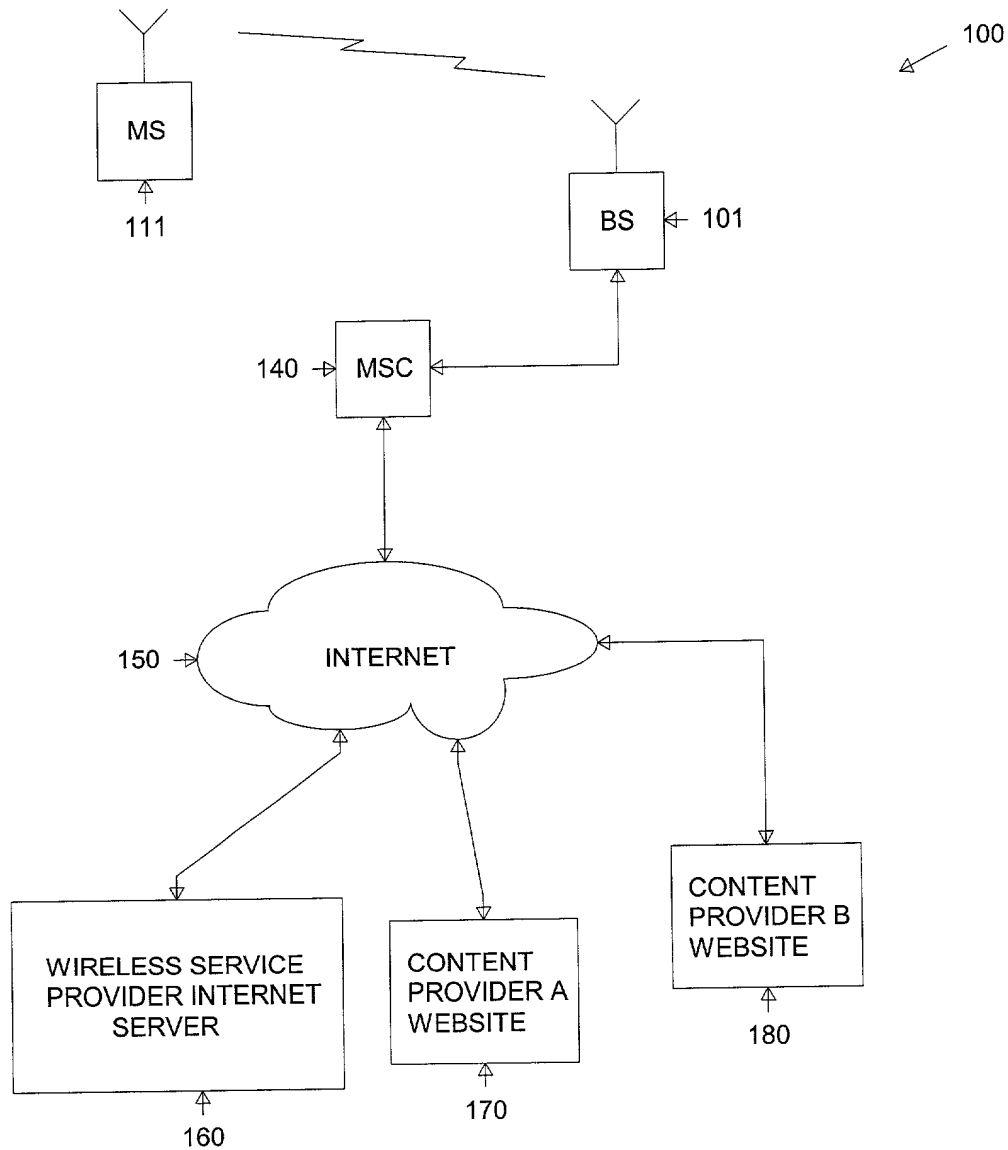 100
MS
111
BS
101
140
MSC
150
INTERNET
WIRELESS SERVICE
PROVIDER INTERNET
SERVER
160
CONTENT
PROVIDER A
WEBSITE
170
CONTENT
PROVIDER B
WEBSITE
180